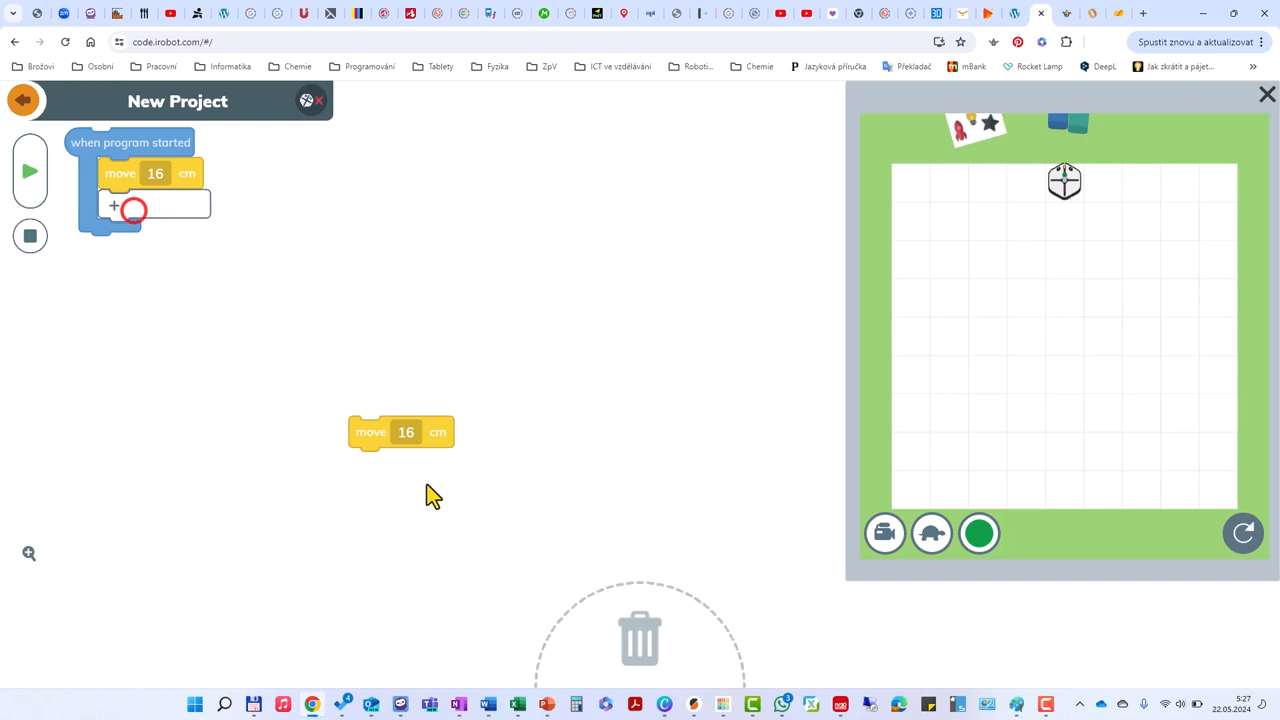 code.irobot.com/#/
Spustit znovu a aktualizovat
Brožovi
Osobní
Pracovní
Informatika
Chemie
Programování
Tablety
Fyzika
ZpV
ICT ve vzdělávání
Roboti...
Chemie
Jazyková příručka
Překladač
mBank
Rocket Lamp
DeepL
Jak zkrátit a pájet...
»
New Project
when program started
move 16 cm
+
move 16 cm
5:27
22.05.2024